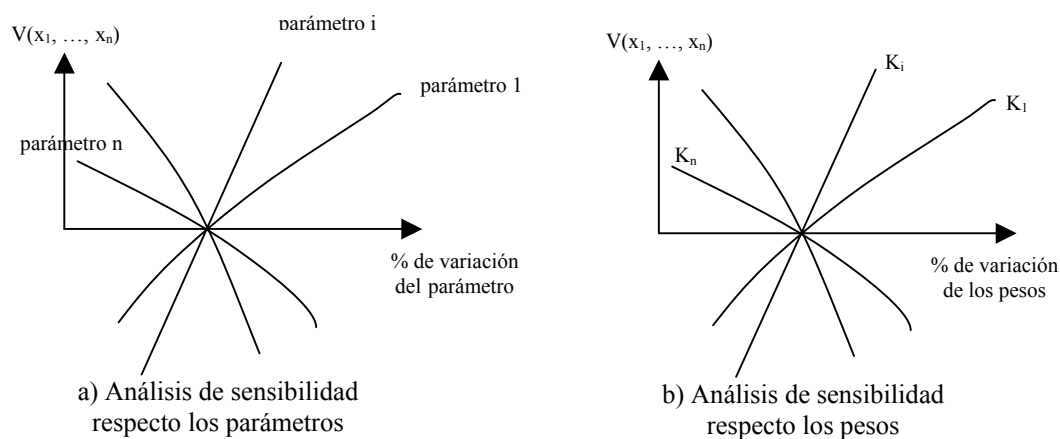 parámetro i
V(x1, …, xn)
parámetro 1
parámetro n
% de variación
del parámetro
a) Análisis de sensibilidad
respecto los parámetros
V(x1, …, xn)
Ki
K1
Kn
% de variación
de los pesos
b) Análisis de sensibilidad
respecto los pesos